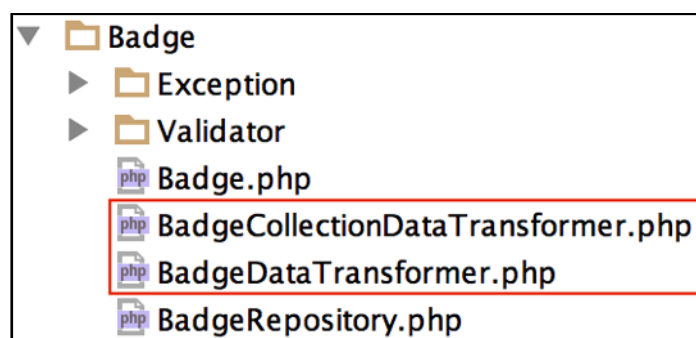 Badge
Exception
Validator
php Badge.php
php BadgeCollectionDataTransformer.php
php BadgeDataTransformer.php
php BadgeRepository.php